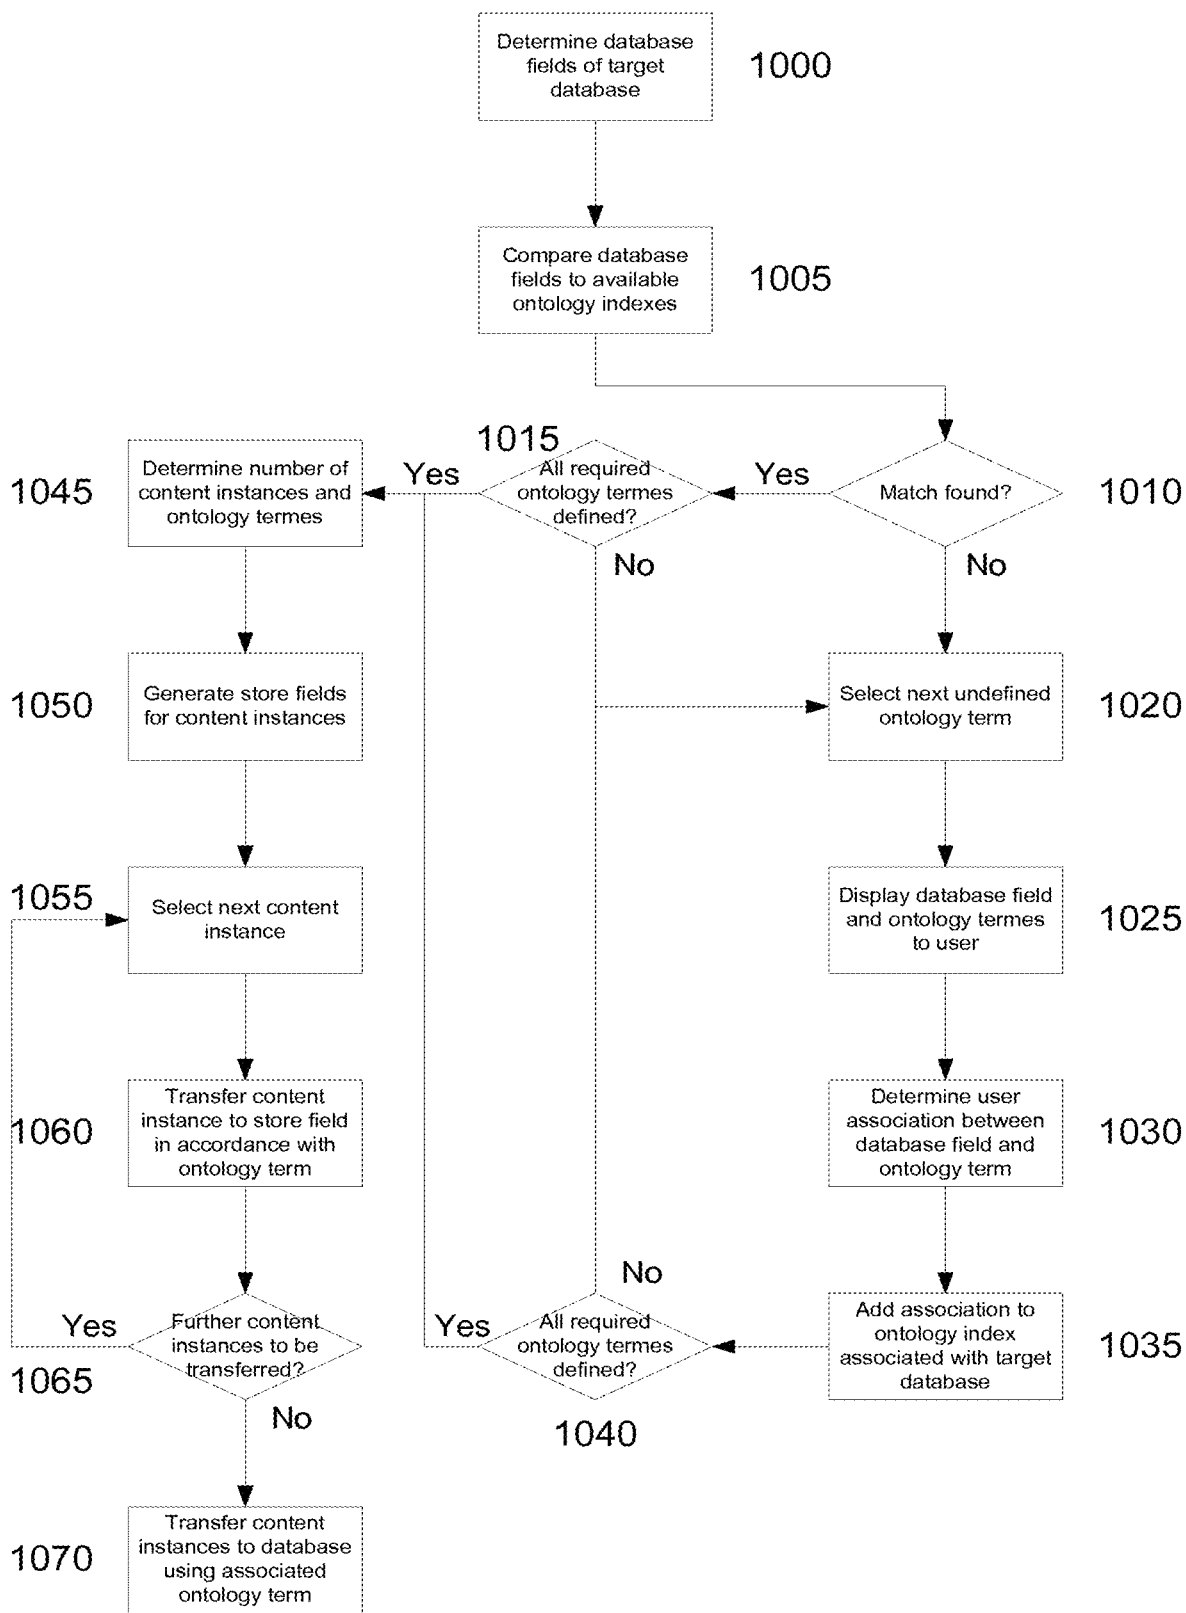 Determine database
fields of target
database
1000
Compare database
fields to available
ontology indexes
1005
Match found?
1010
Yes
No
All required
ontology termes
defined?
1015
Yes
No
Select next undefined
ontology term
1020
Display database field
and ontology termes
to user
1025
Determine user
association between
database field and
ontology term
1030
Add association to
ontology index
associated with target
database
1035
All required
ontology termes
defined?
1040
Yes
No
Determine number of
content instances and
ontology termes
1045
Generate store fields
for content instances
1050
Select next content
instance
1055
Transfer content
instance to store field
in accordance with
ontology term
1060
Further content
instances to be
transferred?
1065
Yes
No
Transfer content
instances to database
using associated
ontology term
1070